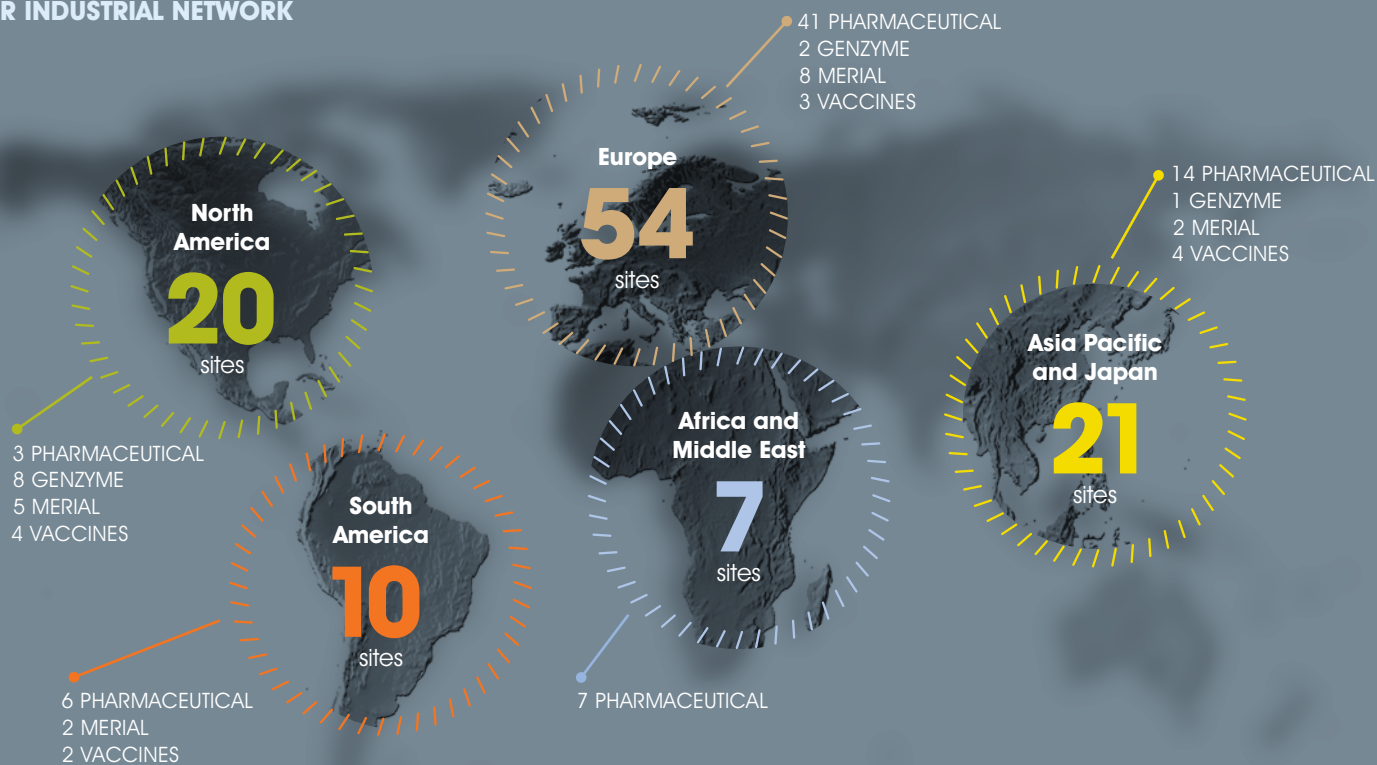 R INDUSTRIAL NETWORK
41 PHARMACEUTICAL
2 GENZYME
8 MERIAL
3 VACCINES
Europe
54
sites
14 PHARMACEUTICAL
1 GENZYME
2 MERIAL
4 VACCINES
North
America
20
sites
Asia Pacific
and Japan
21
sites
Africa and
Middle East
7
sites
3 PHARMACEUTICAL
8 GENZYME
5 MERIAL
4 VACCINES
South
America
10
sites
6 PHARMACEUTICAL
2 MERIAL
2 VACCINES
7 PHARMACEUTICAL